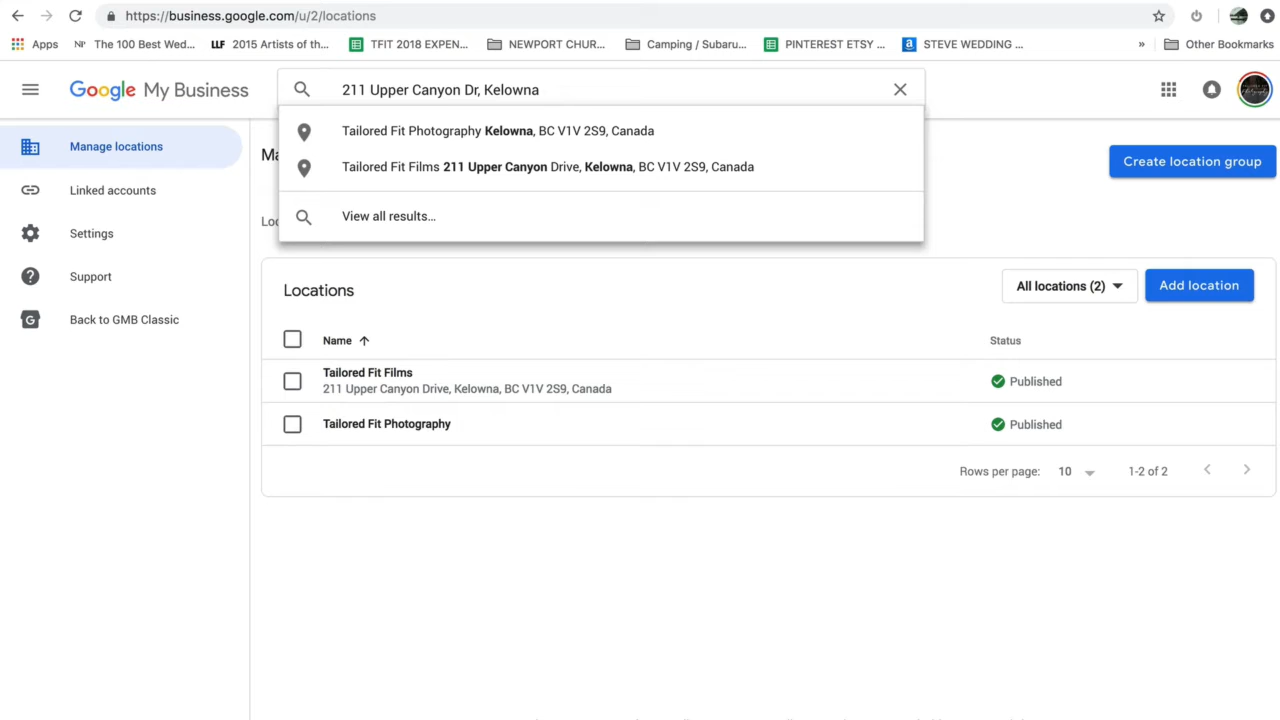 https://business.google.com/u/2/locations
Apps NP The 100 Best Wed... LLF 2015 Artists of th... TFIT 2018 EXPEN... NEWPORT CHUR... Camping / Subaru... PINTEREST ETSY ... a STEVE WEDDING ... » Other Bookmarks
Google My Business
211 Upper Canyon Dr, Kelowna
Tailored Fit Photography Kelowna, BC V1V 2S9, Canada
Tailored Fit Films 211 Upper Canyon Drive, Kelowna, BC V1V 2S9, Canada
View all results...
Manage locations
Linked accounts
Settings
Support
G Back to GMB Classic
Ma
Create location group
Loc
Locations
All locations (2)
Add location
Name
Status
Tailored Fit Films
211 Upper Canyon Drive, Kelowna, BC V1V 2S9, Canada
Published
Tailored Fit Photography
Published
Rows per page: 10 1-2 of 2